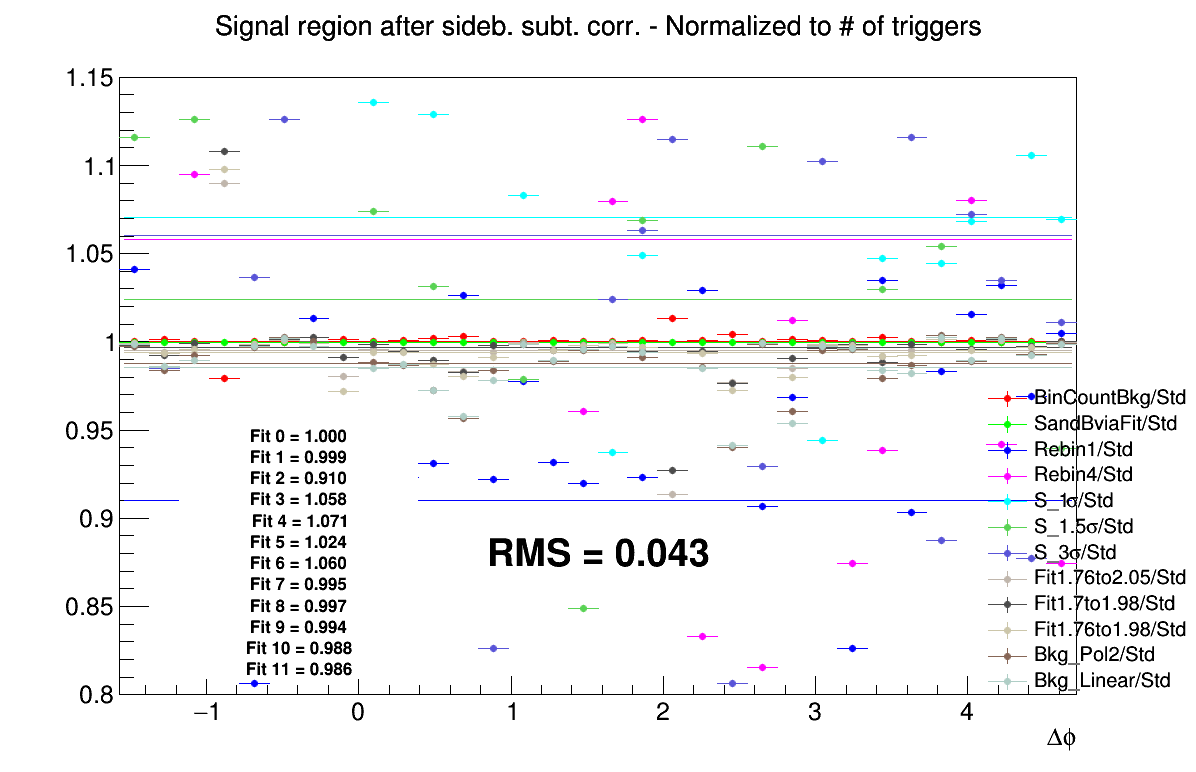 Signal region after sideb. subt. corr. - Normalized to # of triggers
1.15
1.1
1.05
1
0.95
0.9
0.85
0.8
Fit 0 = 1.000
Fit 1 = 0.999
Fit 2 = 0.910
Fit 3 = 1.058
Fit 4 = 1.071
Fit 5 = 1.024
Fit 6 = 1.060
Fit 7 = 0.995
Fit 8 = 0.997
Fit 9 = 0.994
Fit 10 = 0.988
Fit 11 = 0.986
RMS = 0.043
BinCountBkg/Std
SandBviaFit/Std
Rebin1/Std
Rebin4/Std
S_1σ/Std
S_1.5σ/Std
S_3σ/Std
Fit1.76to2.05/Std
Fit1.7to1.98/Std
Fit1.76to1.98/Std
Bkg_Pol2/Std
Bkg_Linear/Std
−1 0 1 2 3 4
Δϕ